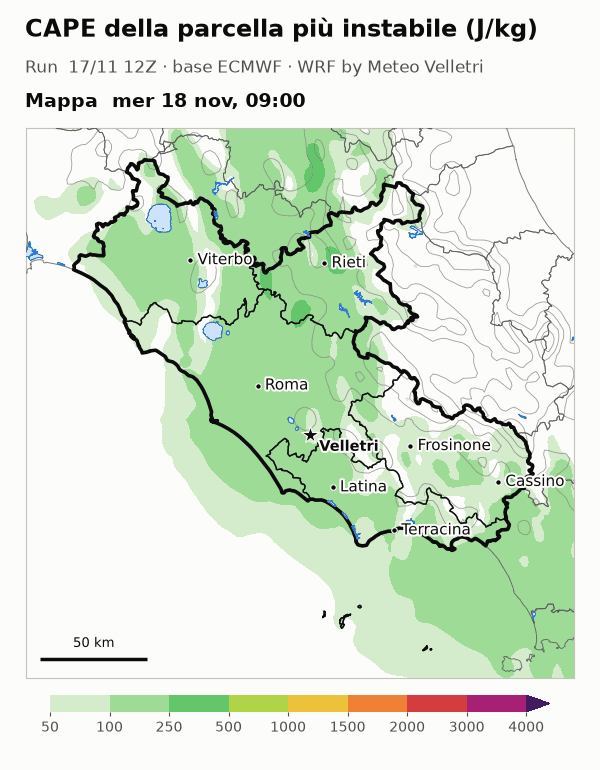 CAPE della parcella più instabile (J/kg)
Run 17/11 12Z · base ECMWF · WRF by Meteo Velletri
Mappa mer 18 nov, 09:00
Viterbo
Rieti
Roma
Velletri
Frosinone
Latina
Cassino
Terracina
50 km
50 100 250 500 1000 1500 2000 3000 4000